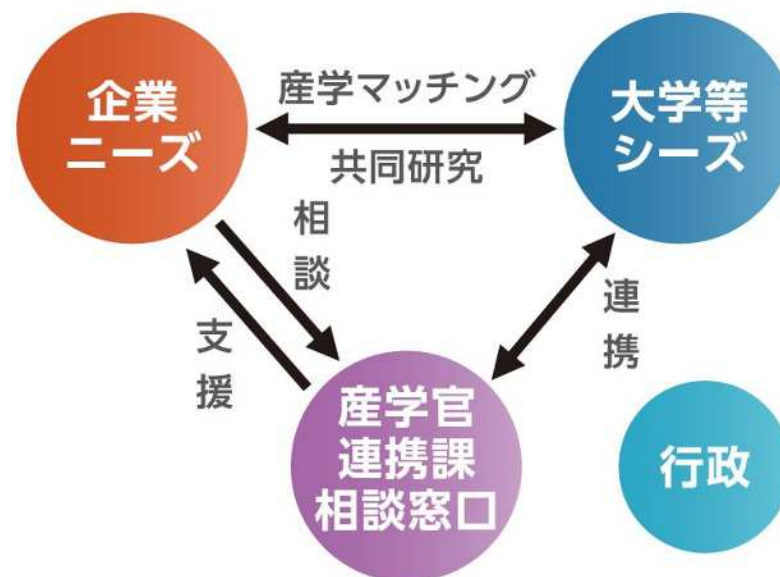 企業
ニーズ
産学マッチング
共同研究
大学等
シーズ
相談
支援
連携
産学官
連携課
相談窓口
行政